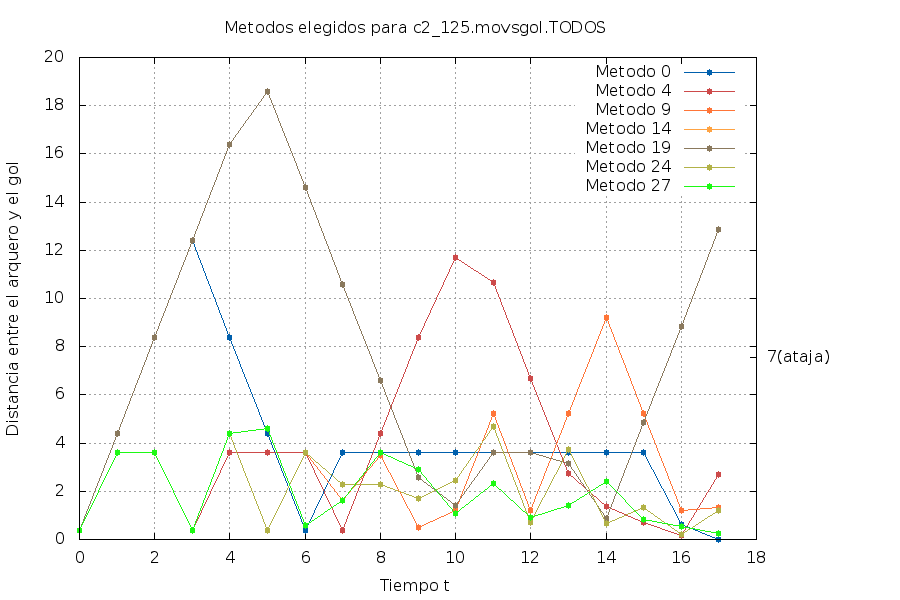 Metodos elegidos para c2_125.movsgol.TODOS
Distancia entre el arquero y el gol
20
18
16
14
12
10
8
6
4
2
0
Metodo 0
Metodo 4
Metodo 9
Metodo 14
Metodo 19
Metodo 24
Metodo 27
7(ataja)
0 2 4 6 8 10 12 14 16 18
Tiempo t